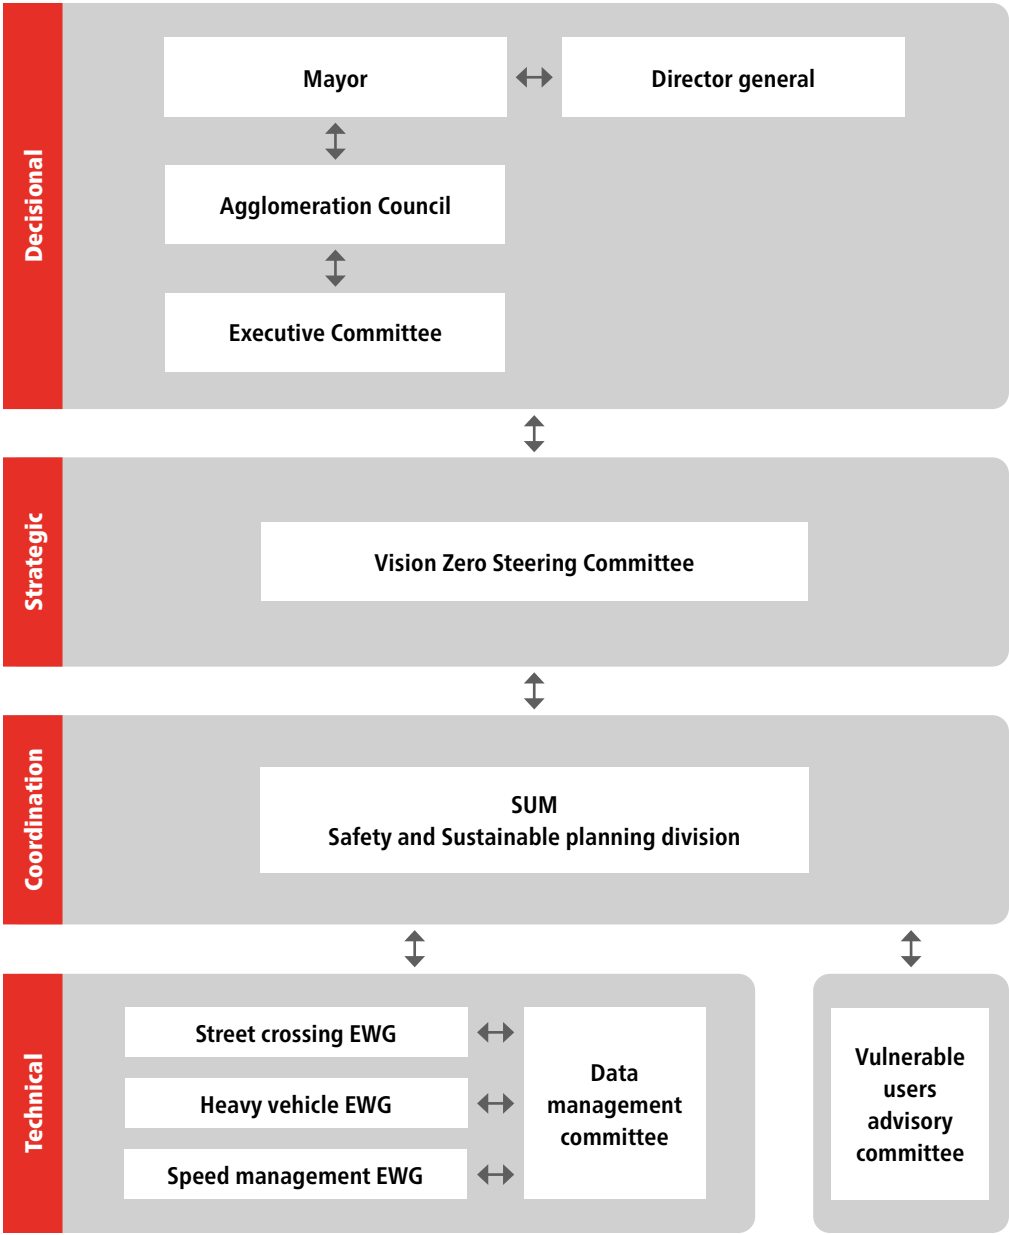 Decisional
Mayor
Director general
Agglomeration Council
Executive Committee
Strategic
Vision Zero Steering Committee
Coordination
SUM
Safety and Sustainable planning division
Technical
Street crossing EWG
Heavy vehicle EWG
Speed management EWG
Data
management
committee
Vulnerable
users
advisory
committee